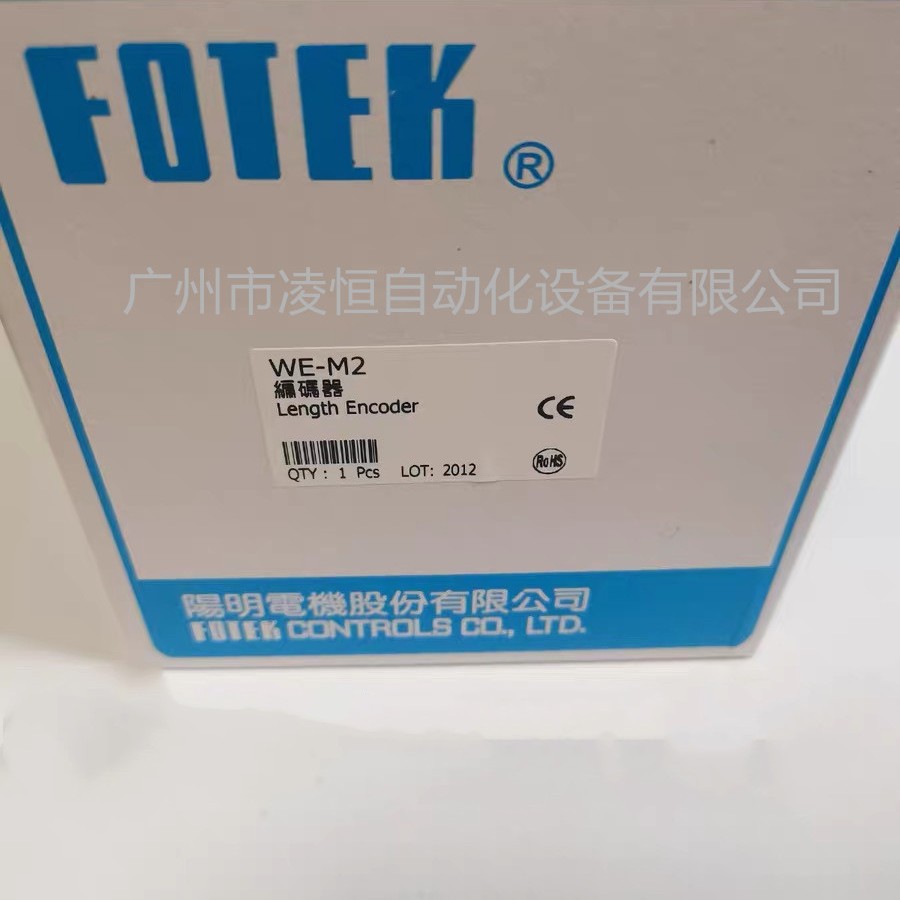 FOTEK ®
广州市凌恒自动化设备有限公司
WE-M2
編碼器
Length Encoder
CE
QTY : 1 Pcs LOT: 2012
RoHS
陽明電機股份有限公司
FOTEK CONTROLS CO., LTD.